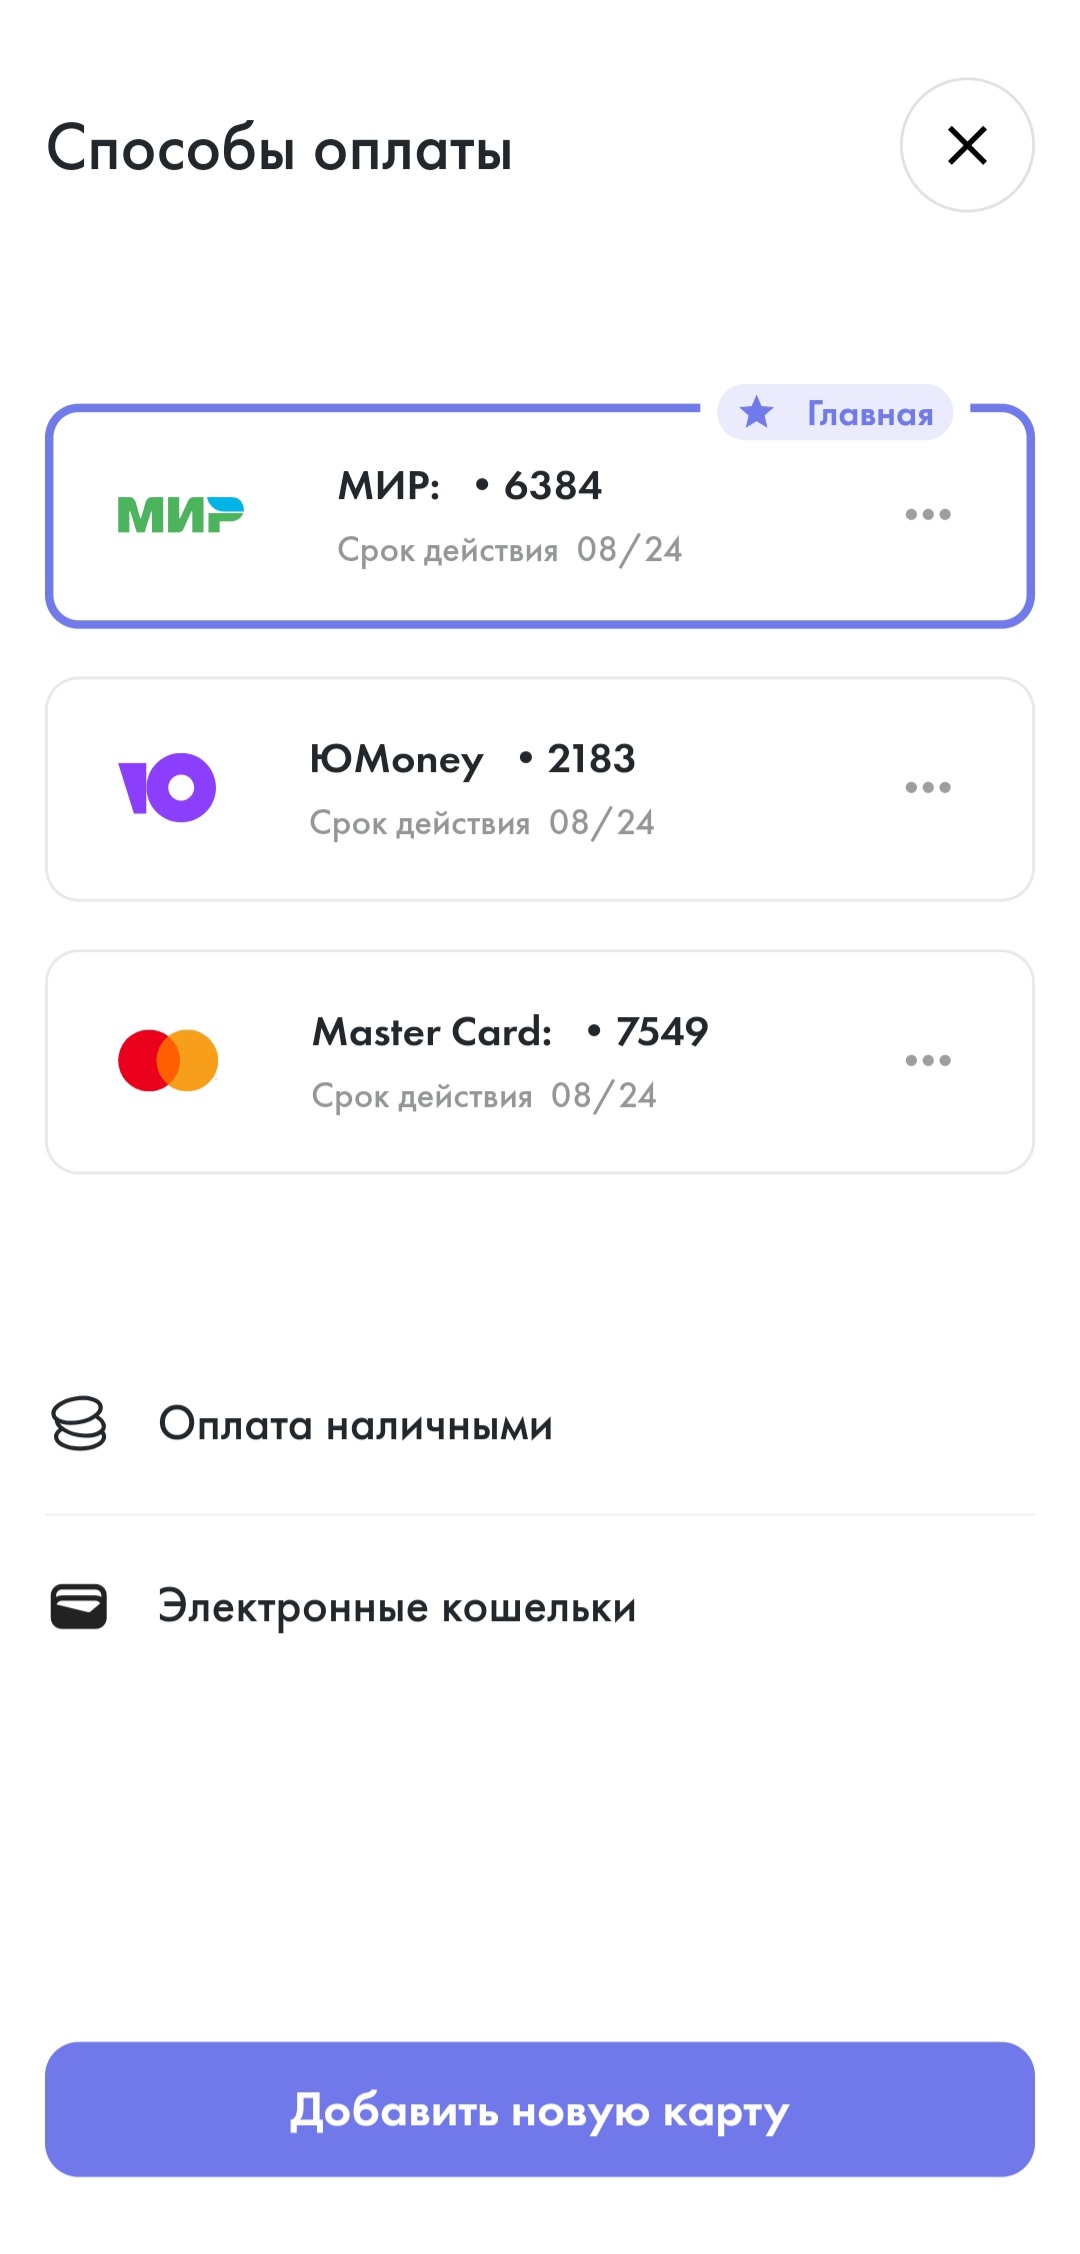 Способы оплаты
Главная
МИР
МИР: • 6384
Срок действия 08/24
Ю
ЮMoney • 2183
Срок действия 08/24
Master Card: • 7549
Срок действия 08/24
Оплата наличными
Электронные кошельки
Добавить новую карту